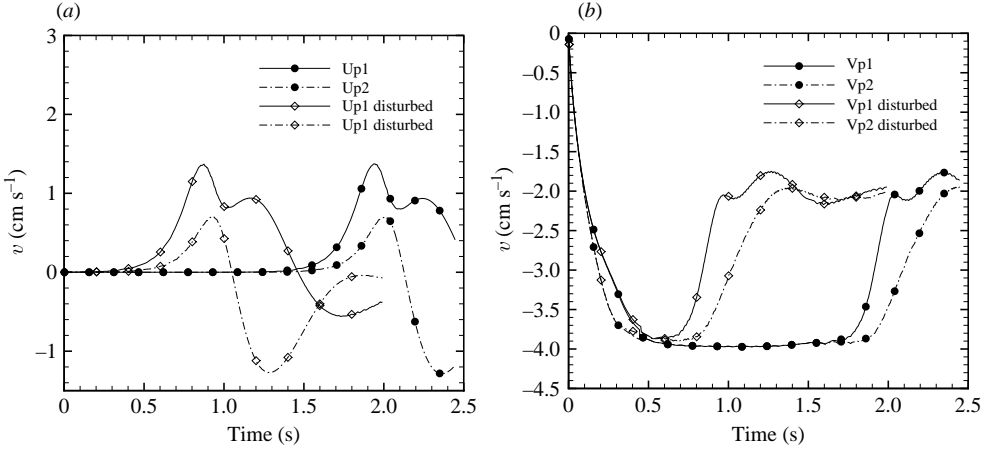 (a)
3
2
1
0
−1
v (cm s⁻¹)
Up1
Up2
Up1 disturbed
Up1 disturbed
0 0.5 1.0 1.5 2.0 2.5
Time (s)
(b)
−0
−0.5
−1.0
−1.5
−2.0
−2.5
−3.0
−3.5
−4.0
−4.5
v (cm s⁻¹)
Vp1
Vp2
Vp1 disturbed
Vp2 disturbed
0 0.5 1.0 1.5 2.0 2.5
Time (s)